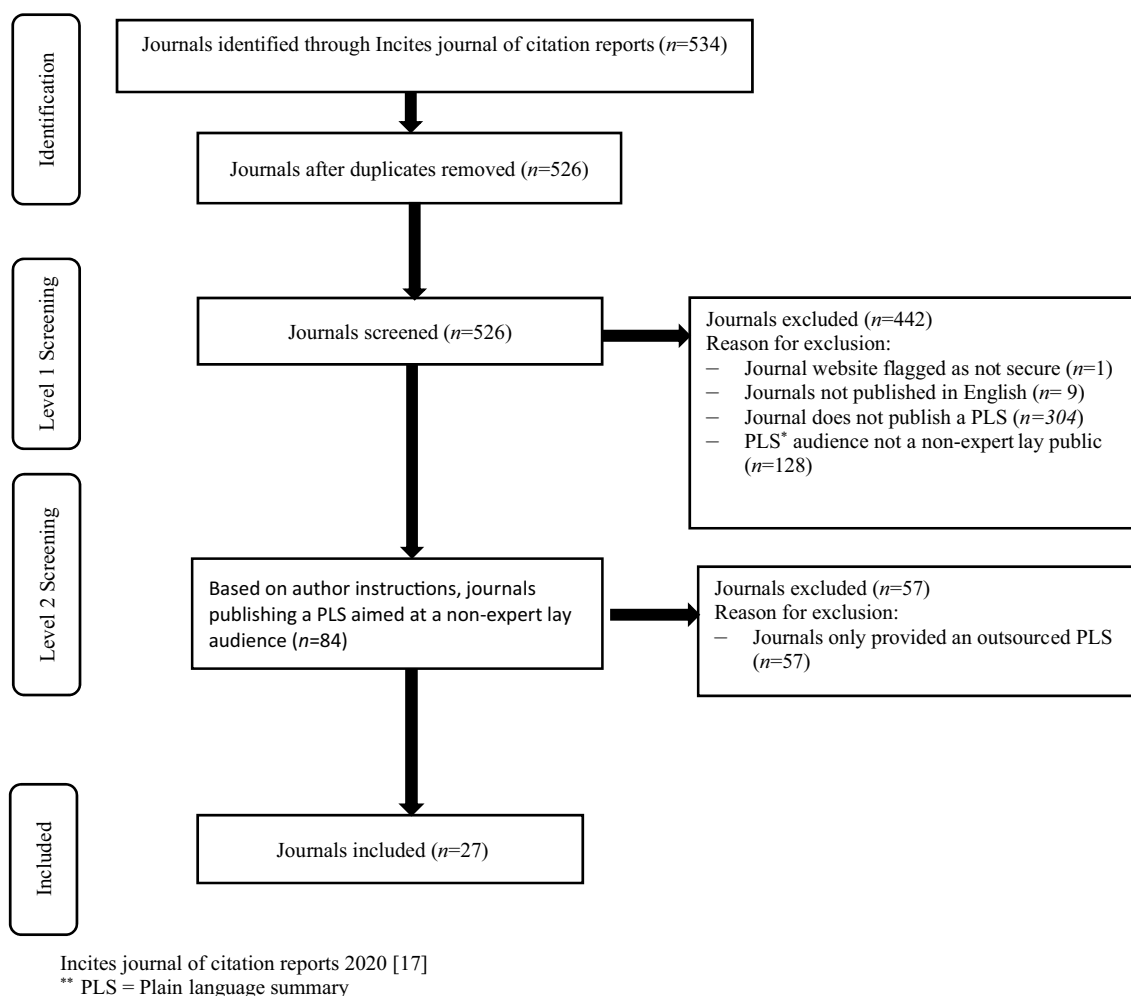 Identification
Journals identified through Incites journal of citation reports (n=534)
Journals after duplicates removed (n=526)
Level 1 Screening
Journals screened (n=526)
Journals excluded (n=442)
Reason for exclusion:
– Journal website flagged as not secure (n=1)
– Journals not published in English (n= 9)
– Journal does not publish a PLS (n=304)
– PLS* audience not a non-expert lay public
(n=128)
Level 2 Screening
Based on author instructions, journals
publishing a PLS aimed at a non-expert lay
audience (n=84)
Journals excluded (n=57)
Reason for exclusion:
– Journals only provided an outsourced PLS
(n=57)
Included
Journals included (n=27)
Incites journal of citation reports 2020 [17]
** PLS = Plain language summary